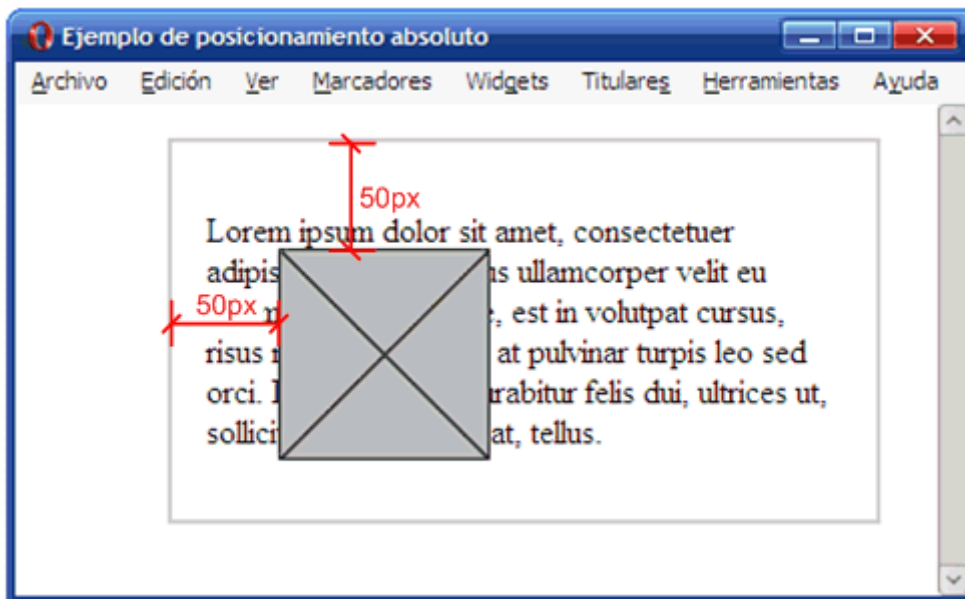 Ejemplo de posicionamiento absoluto
Archivo Edición Ver Marcadores Widgets Titulares Herramientas Ayuda
50px
Lorem ipsum dolor sit amet, consectetuer
adipis us ullamcorper velit eu
50px e, est in volutpat cursus,
risus at pulvinar turpis leo sed
orci. urabitur felis dui, ultrices ut,
sollicit at, tellus.